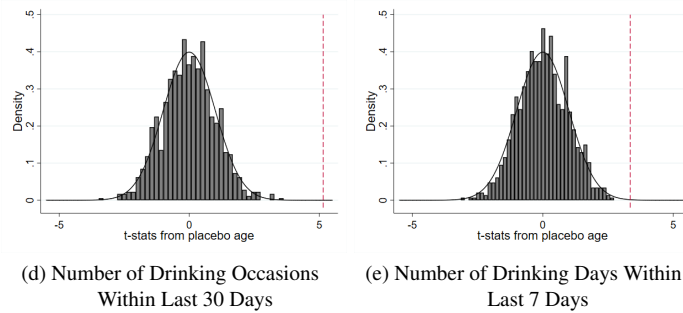 .5
.4
.3
.2
.1
0
Density
-5
0
5
t-stats from placebo age
(d) Number of Drinking Occasions
Within Last 30 Days
.5
.4
.3
.2
.1
0
Density
-5
0
5
t-stats from placebo age
(e) Number of Drinking Days Within
Last 7 Days